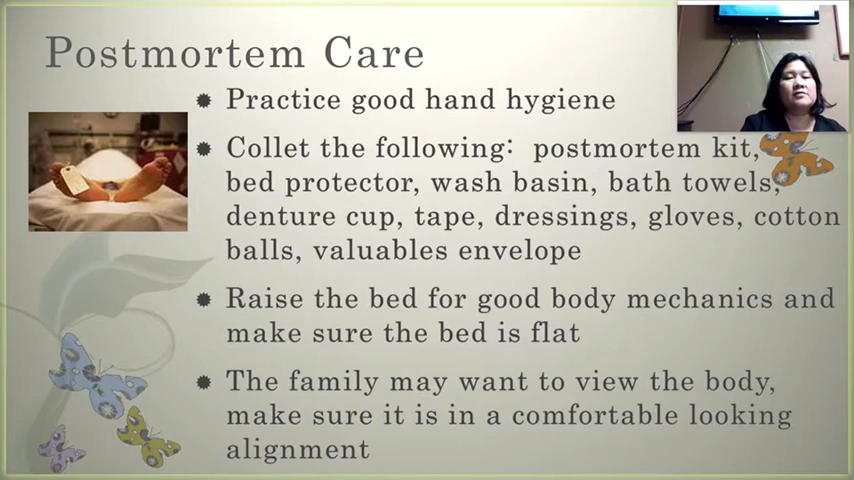 Postmortem Care
Practice good hand hygiene
Collet the following: postmortem kit,
bed protector, wash basin, bath towels,
denture cup, tape, dressings, gloves, cotton
balls, valuables envelope
Raise the bed for good body mechanics and
make sure the bed is flat
The family may want to view the body,
make sure it is in a comfortable looking
alignment